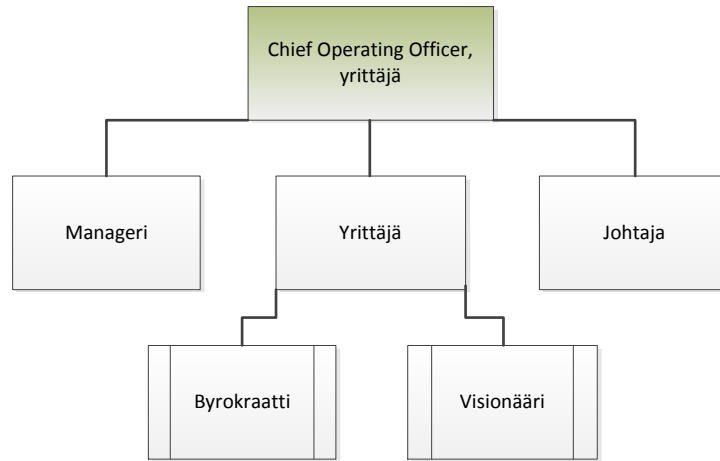 Chief Operating Officer,
yrittäjä
Manageri
Yrittäjä
Johtaja
Byrokraatti
Visionääri